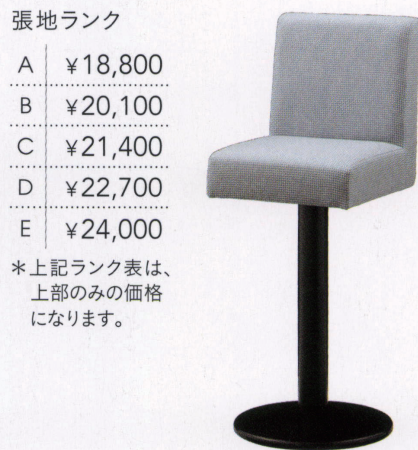 張地ランク
A ¥18,800
B ¥20,100
C ¥21,400
D ¥22,700
E ¥24,000
*上記ランク表は、
上部のみの価格
になります。